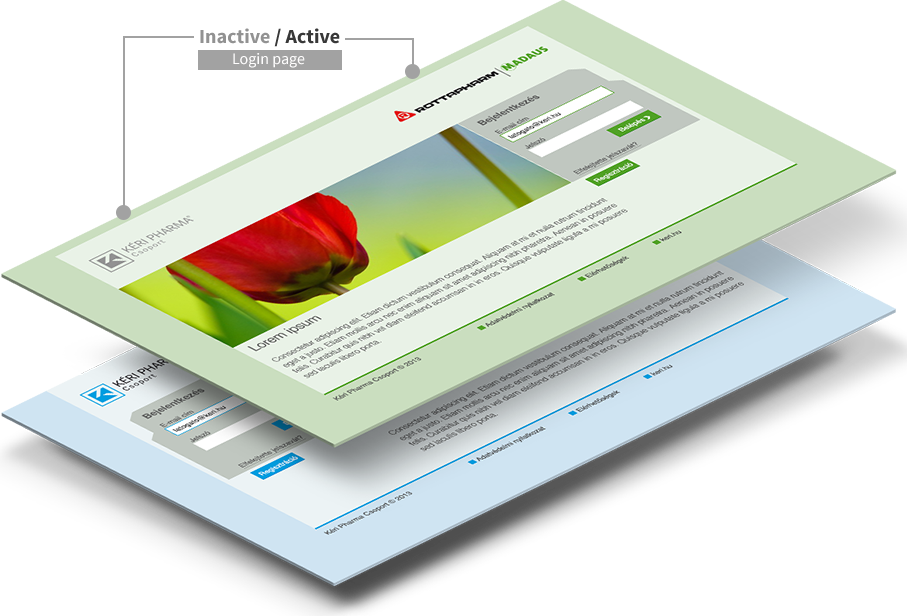 Inactive / Active
Login page
ROTTAPHARM | MADAUS
Bejelentkezés
E-mail cím
latogato@keri.hu
Jelszó
Belépés
Elfelejtette jelszavát?
Regisztráció
KÉRI PHARMA
Csoport
Lorem ipsum
Consectetur adipiscing elit. Etiam dictum vestibulum consequat. Aliquam at mi et nulla rutrum tincidunt
eget a justo. Etiam mollis arcu nec enim aliquam sit amet adipiscing nibh pharetra. Aenean in posuere
felis. Curabitur quis nibh vel diam eleifend accumsan in in eros. Quisque vulputate ligula a mi posuere
sed iaculis libero porta.
Kéri Pharma Csoport © 2013
Adatvédelmi nyilatkozat
Elérhetőségek
keri.hu
KÉRI PHAR
Csoport
Bejelentkezés
E-mail cím
latogato@keri.hu
Jelszó
Elfelejtette jelszavát?
Regisztráció
Consectetur adipiscing elit. Etiam dictum vestibulum consequat. Aliquam at mi et nulla rutrum tincidunt
eget a justo. Etiam mollis arcu nec enim aliquam sit amet adipiscing nibh pharetra. Aenean in posuere
felis. Curabitur quis nibh vel diam eleifend accumsan in in eros. Quisque vulputate ligula a mi posuere
sed iaculis libero porta.
Kéri Pharma Csoport © 2013
Adatvédelmi nyilatkozat
Elérhetőségek
keri.hu